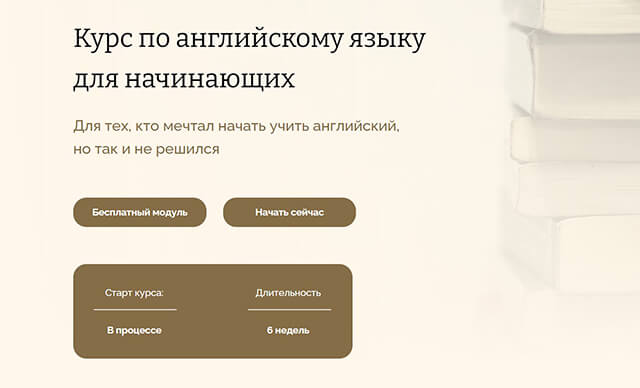 Курс по английскому языку
для начинающих
Для тех, кто мечтал начать учить английский,
но так и не решился
Бесплатный модуль
Начать сейчас
Старт курса:
Длительность
В процессе
6 недель